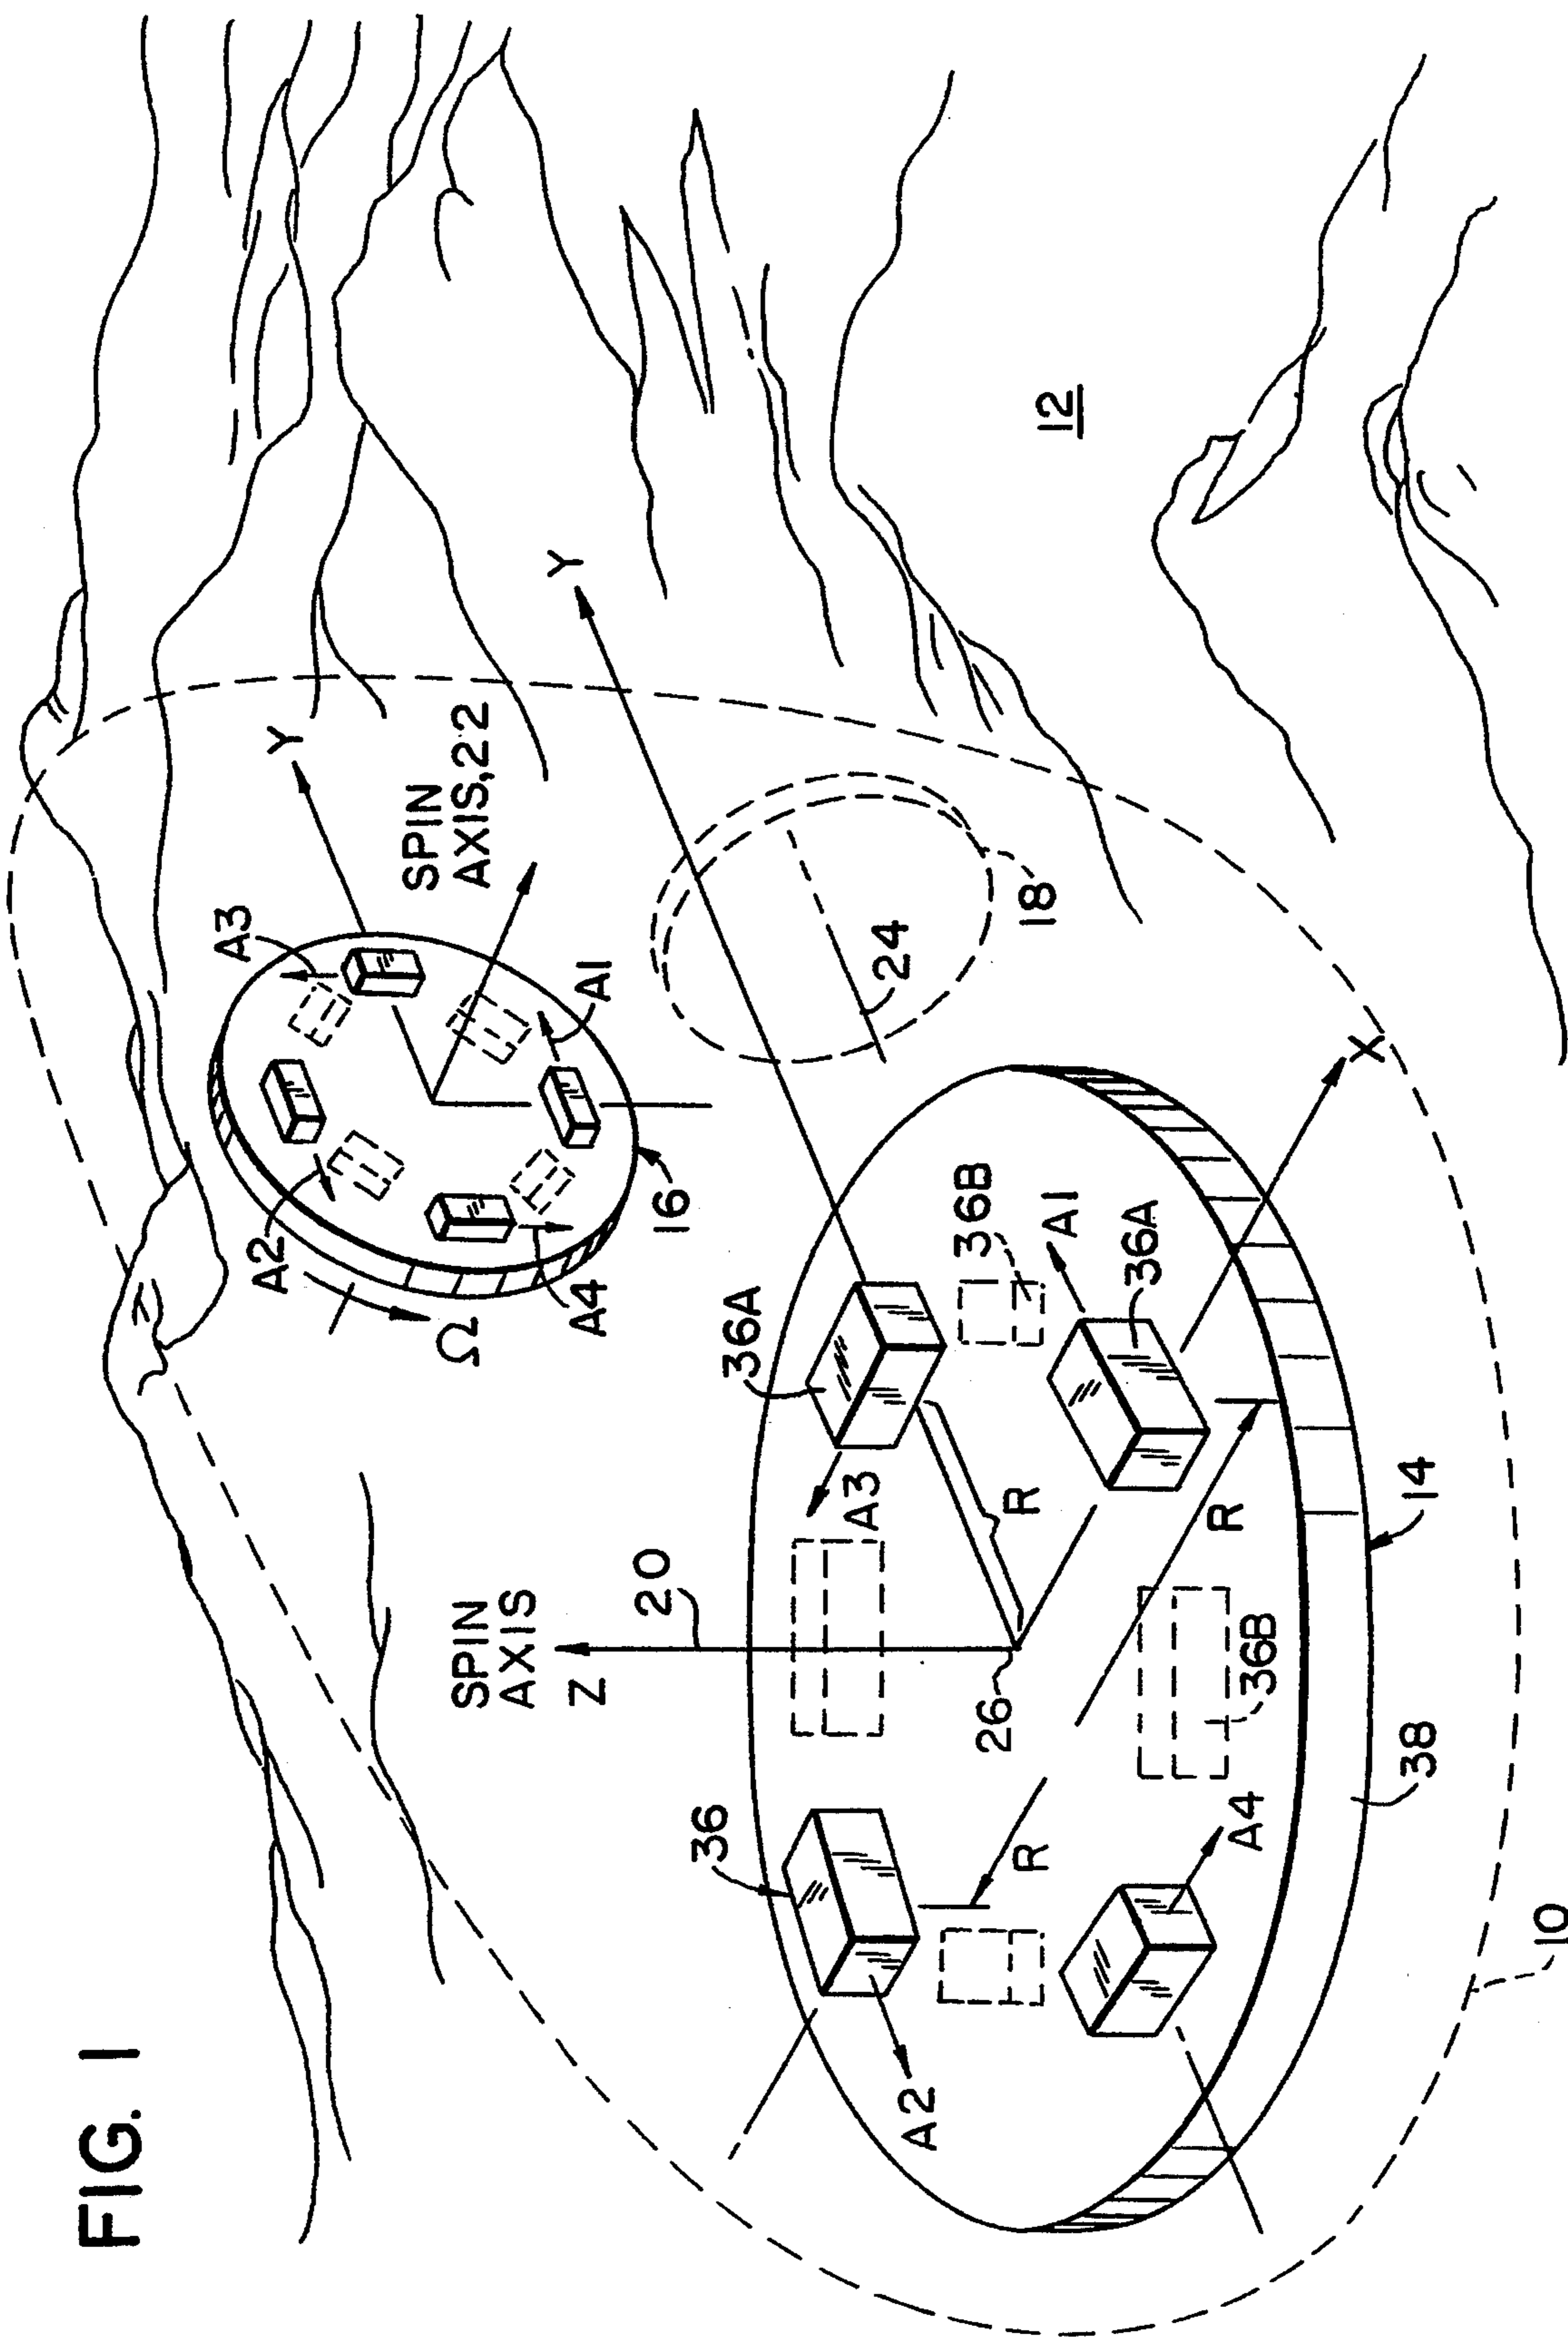 FIG. 1
Y
SPIN
AXIS,22
A3
A1
A2
A4
Ω
16
Y
12
24
18
SPIN
AXIS
Z
20
36
36A
A3
36B
A1
36A
X
R
R
R
26
36B
A2
A4
38
14
10